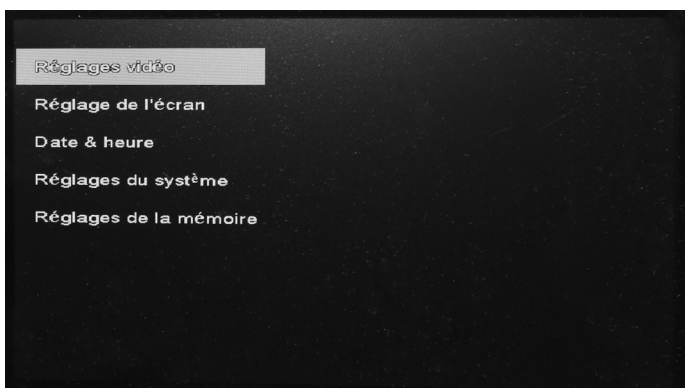 Réglages vidéo
Réglage de l'écran
Date & heure
Réglages du système
Réglages de la mémoire